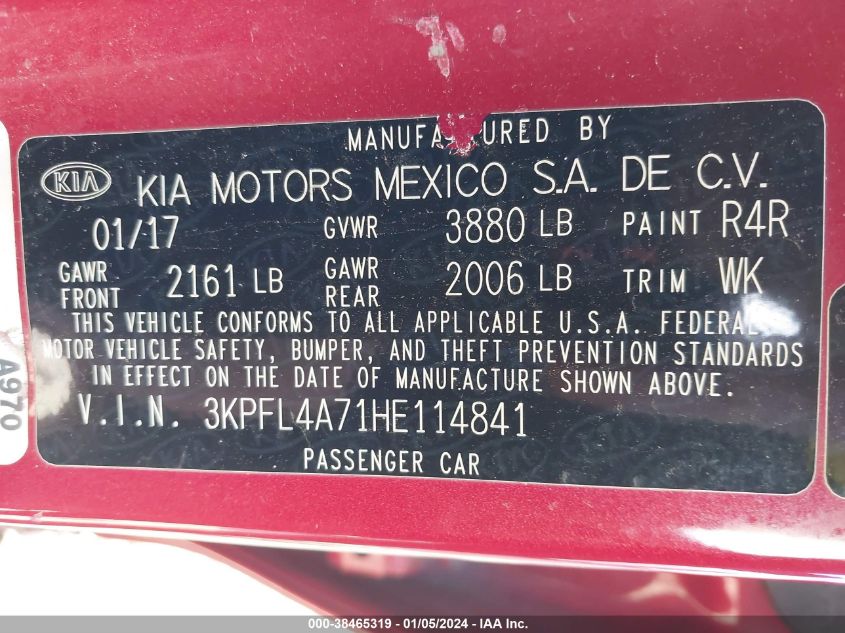 MANUFACTURED BY
KIA KIA MOTORS MEXICO S.A. DE C.V.
01/17 GVWR 3880 LB PAINT R4R
GAWR FRONT 2161 LB GAWR REAR 2006 LB TRIM WK
THIS VEHICLE CONFORMS TO ALL APPLICABLE U.S.A. FEDERAL
MOTOR VEHICLE SAFETY, BUMPER, AND THEFT PREVENTION STANDARDS
IN EFFECT ON THE DATE OF MANUFACTURE SHOWN ABOVE.
V.I.N. 3KPFL4A71HE114841
PASSENGER CAR
A970
000-38465319 - 01/05/2024 - IAA Inc.